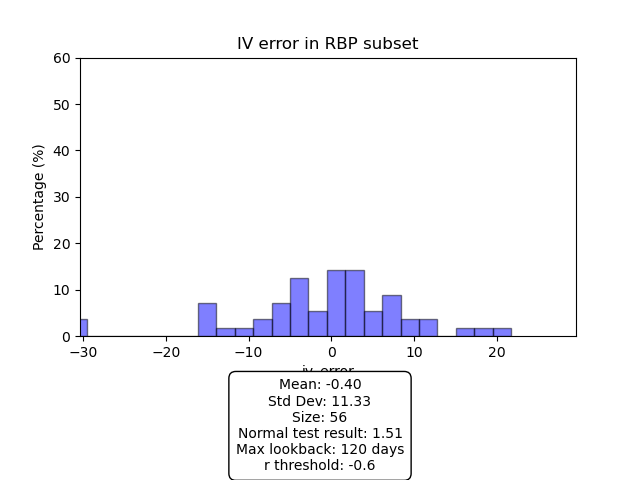 IV error in RBP subset
60
50
40
30
20
10
0
Percentage (%)
−30
−20
−10
0
10
20
iv_error
Mean: -0.40
Std Dev: 11.33
Size: 56
Normal test result: 1.51
Max lookback: 120 days
r threshold: -0.6